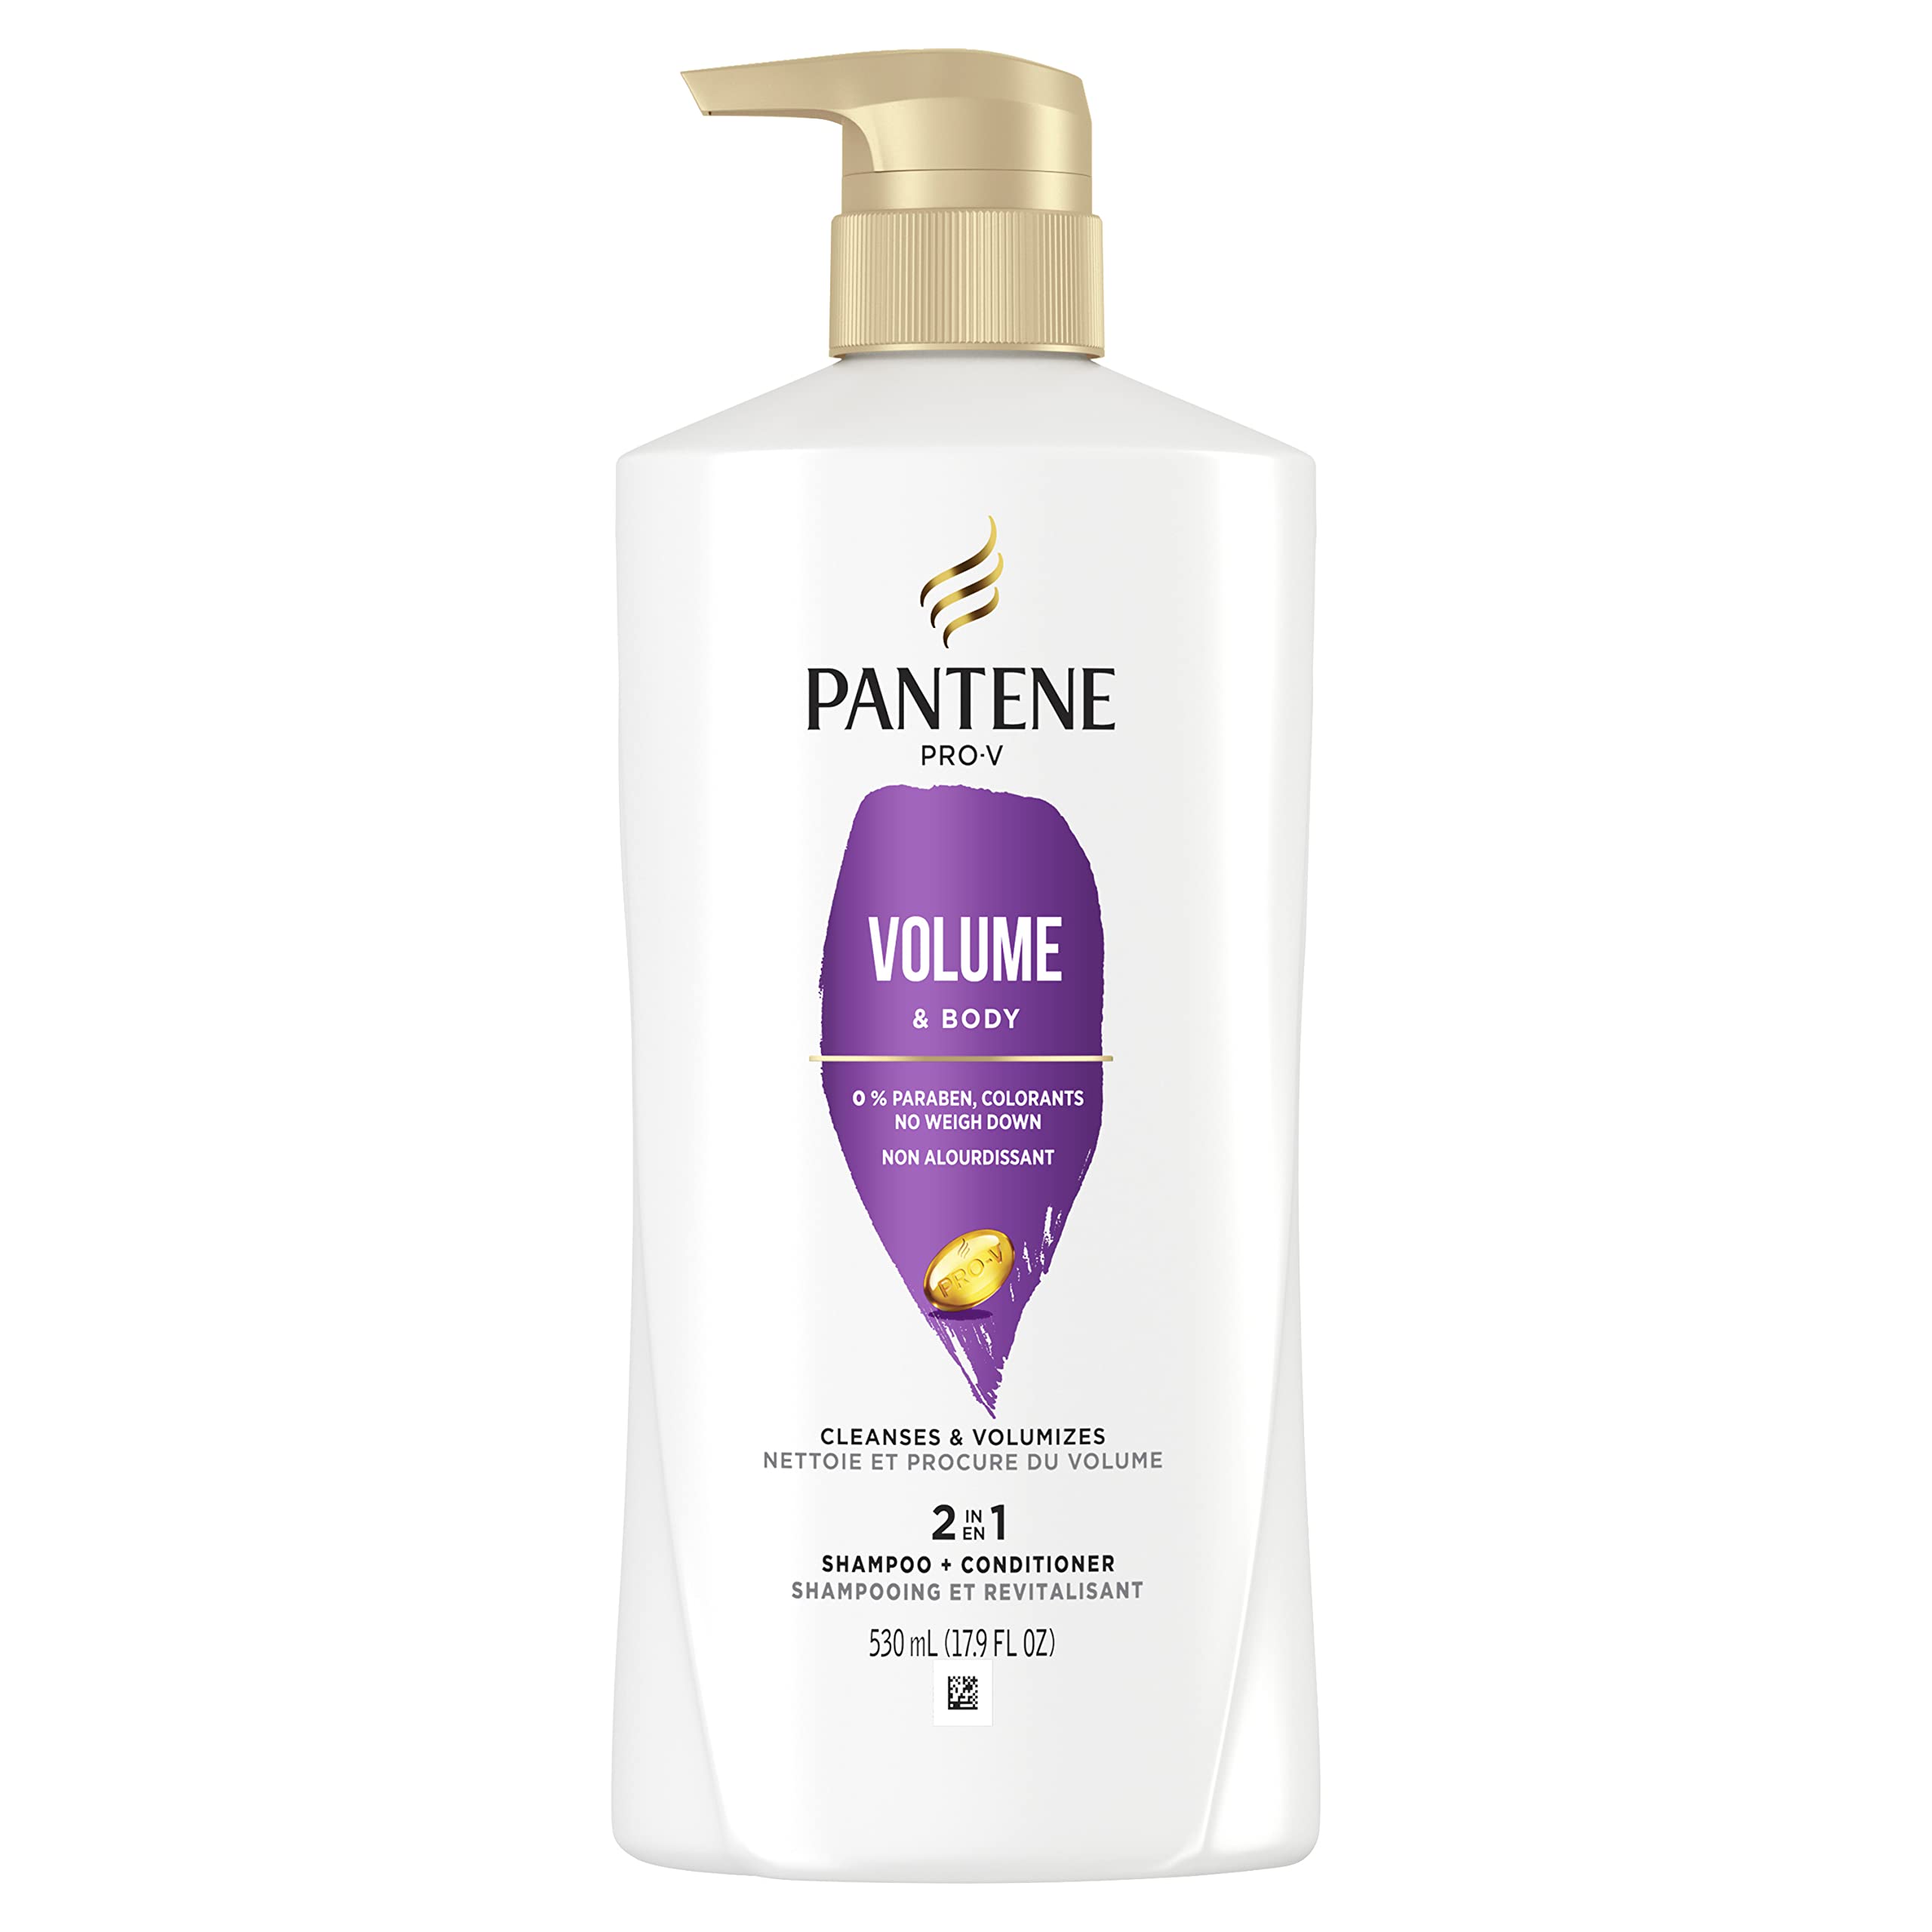 PANTENE
PRO-V
VOLUME
& BODY
0 % PARABEN, COLORANTS
NO WEIGH DOWN
NON ALOURDISSANT
PRO-V
CLEANSES & VOLUMIZES
NETTOIE ET PROCURE DU VOLUME
2 IN EN 1
SHAMPOO + CONDITIONER
SHAMPOOING ET REVITALISANT
530 mL (17.9 FL OZ)